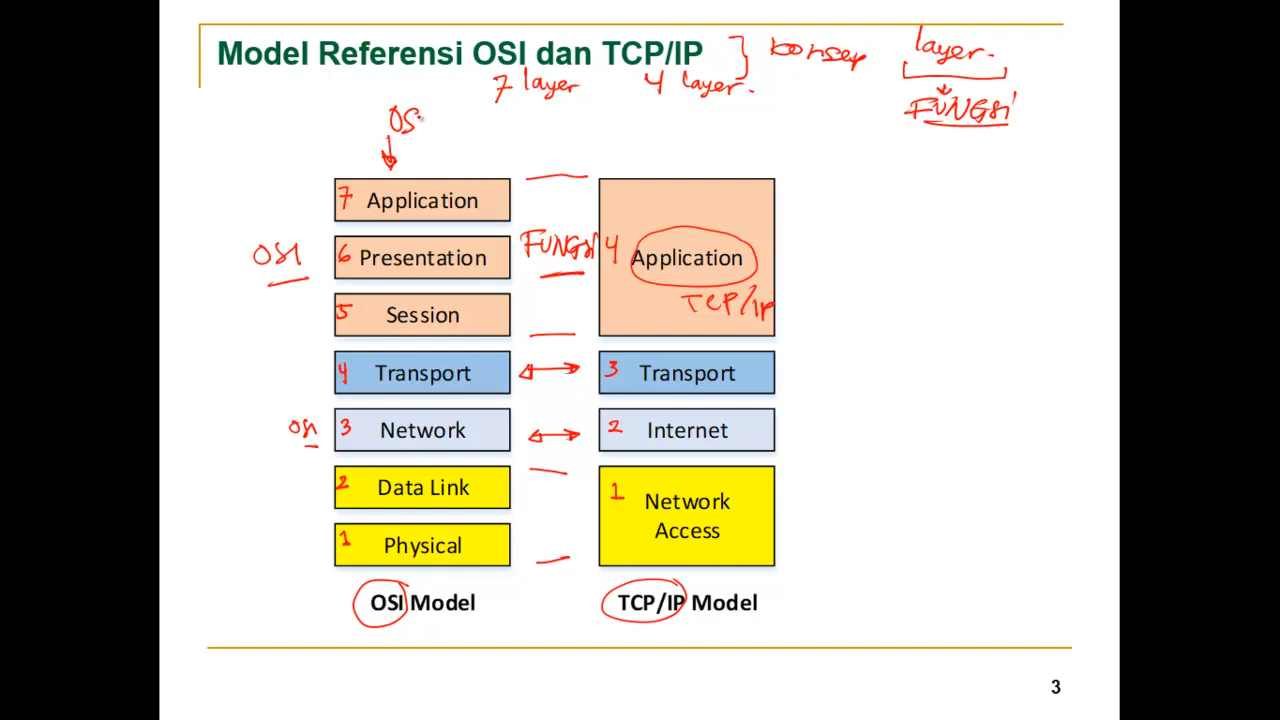 Model Referensi OSI dan TCP/IP
konsep
layer.
7 layer
4 layer.
FUNGSI
OS
7 Application
OSI
6 Presentation
FUNGSI
4 Application
TCP/IP
5 Session
4 Transport
3 Transport
OSI
3 Network
2 Internet
2 Data Link
1 Network
Access
1 Physical
OSI Model
TCP/IP Model
3